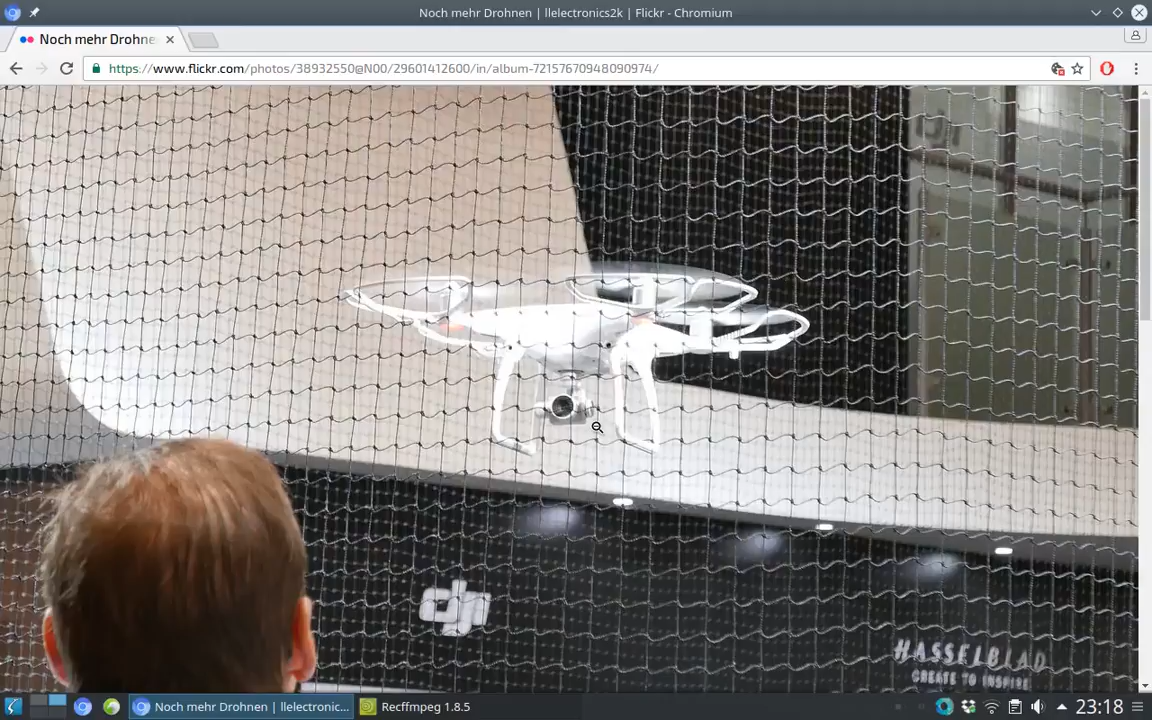 Noch mehr Drohnen | llelectronics2k | Flickr - Chromium
Noch mehr Drohne
https://www.flickr.com/photos/38932550@N00/29601412600/in/album-72157670948090974/
dji
HASSELBLAD
CREATE TO INSPIRE
Noch mehr Drohnen | llelectronic...
Recffmpeg 1.8.5
23:18